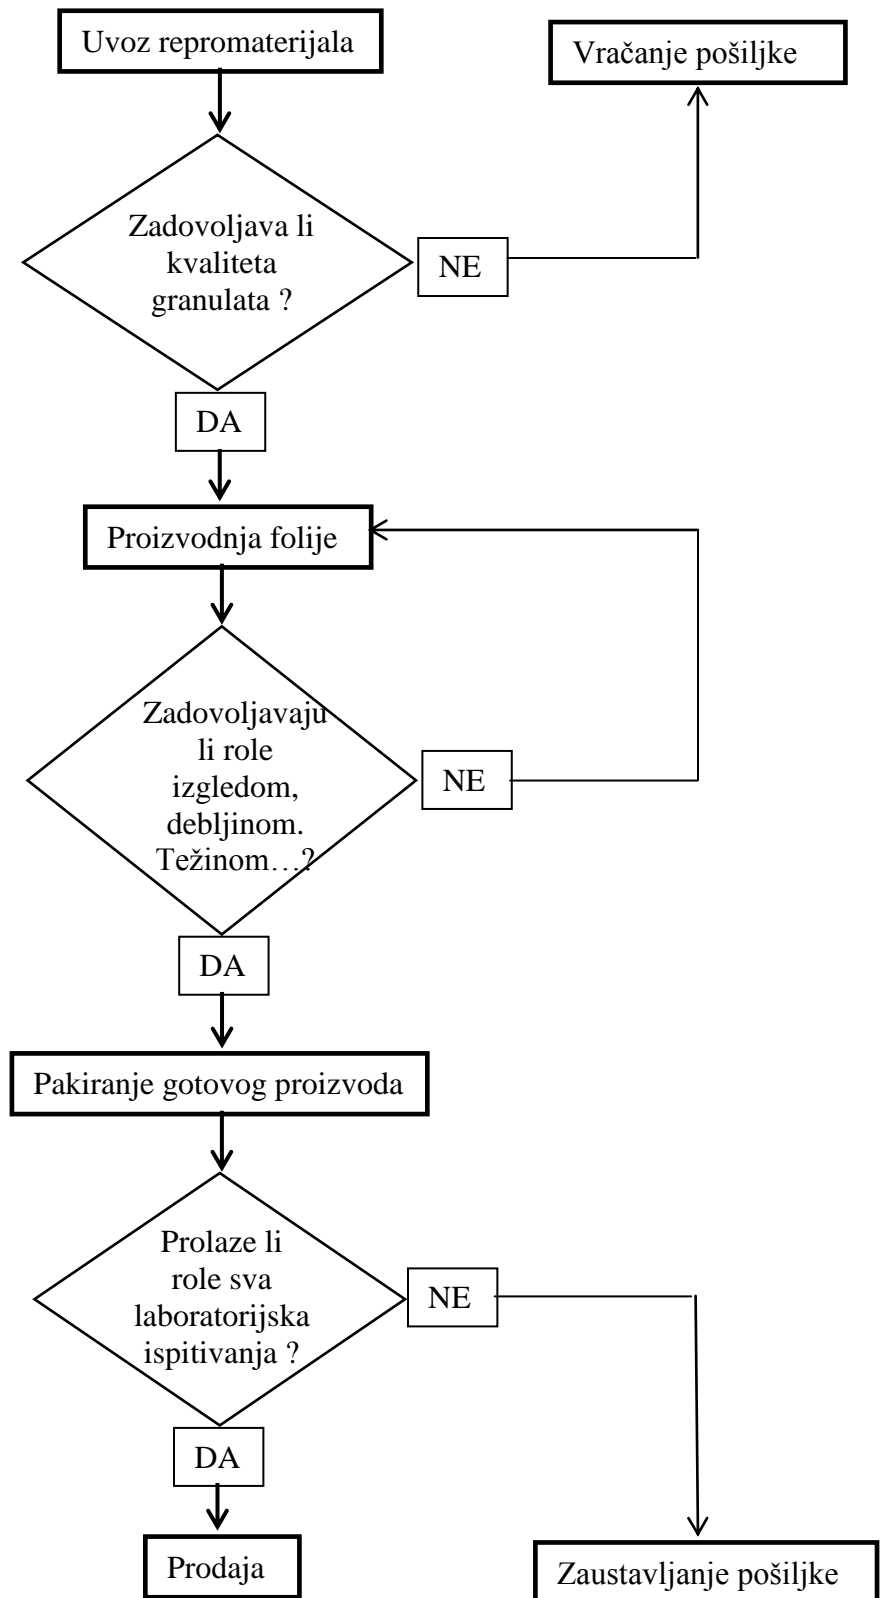 Uvoz repromaterijala
Vračanje pošiljke
Zadovoljava li
kvaliteta
granulata ?
NE
DA
Proizvodnja folije
Zadovoljavaju
li role
izgledom,
debljinom.
Težinom…?
NE
DA
Pakiranje gotovog proizvoda
Prolaze li
role sva
laboratorijska
ispitivanja ?
NE
DA
Prodaja
Zaustavljanje pošiljke